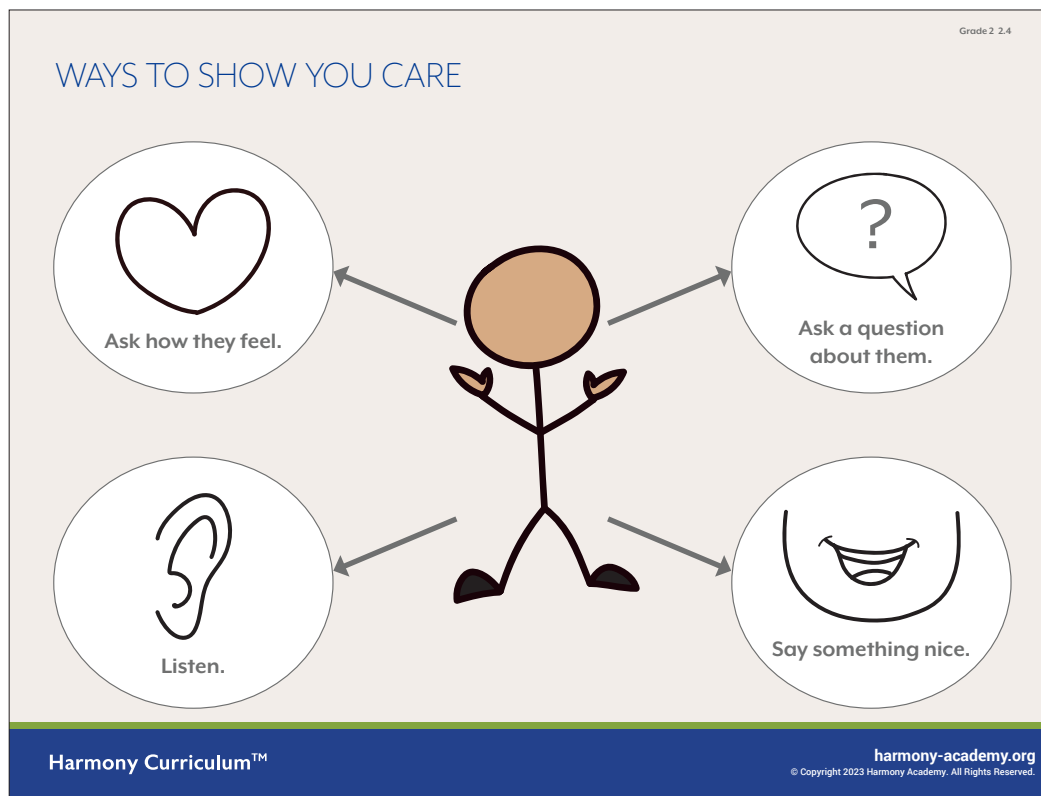 Grade 2 2.4
WAYS TO SHOW YOU CARE
Ask how they feel.
?
Ask a question
about them.
Listen.
Say something nice.
Harmony Curriculum™
harmony-academy.org
© Copyright 2023 Harmony Academy. All Rights Reserved.